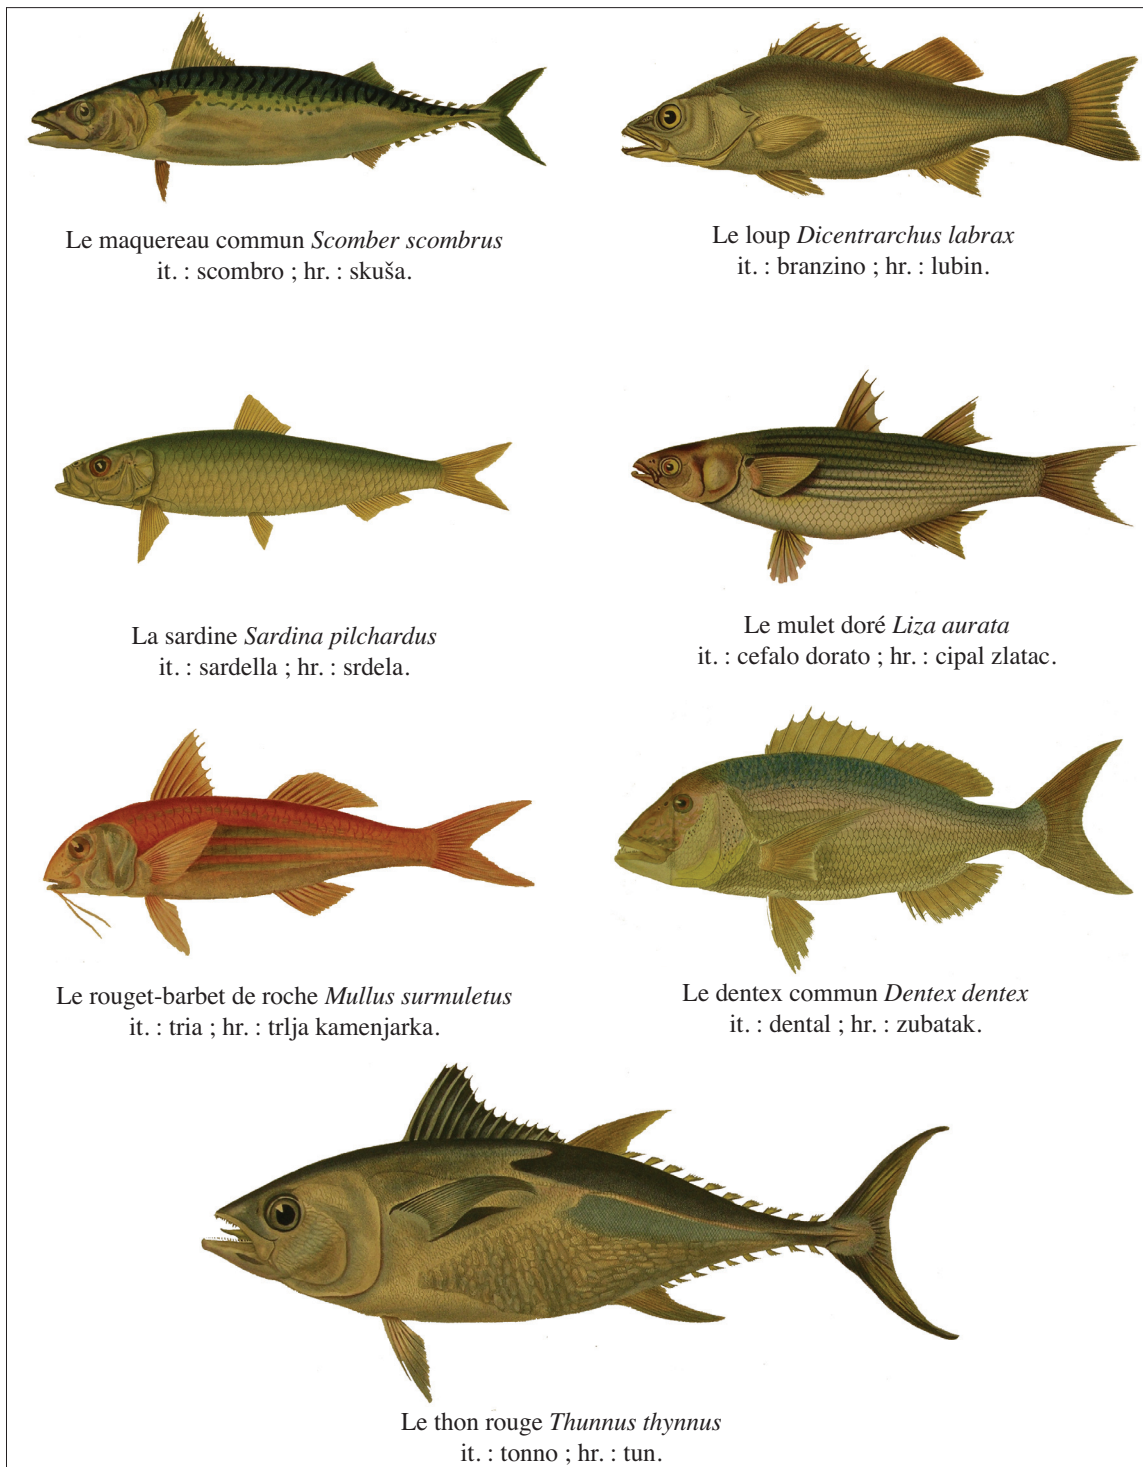 Le maquereau commun Scomber scombrus
it. : scombro ; hr. : skuša.
Le loup Dicentrarchus labrax
it. : branzino ; hr. : lubin.
La sardine Sardina pilchardus
it. : sardella ; hr. : srdela.
Le mulet doré Liza aurata
it. : cefalo dorato ; hr. : cipal zlatac.
Le rouget-barbet de roche Mullus surmuletus
it. : tria ; hr. : trlja kamenjarka.
Le dentex commun Dentex dentex
it. : dental ; hr. : zubatak.
Le thon rouge Thunnus thynnus
it. : tonno ; hr. : tun.